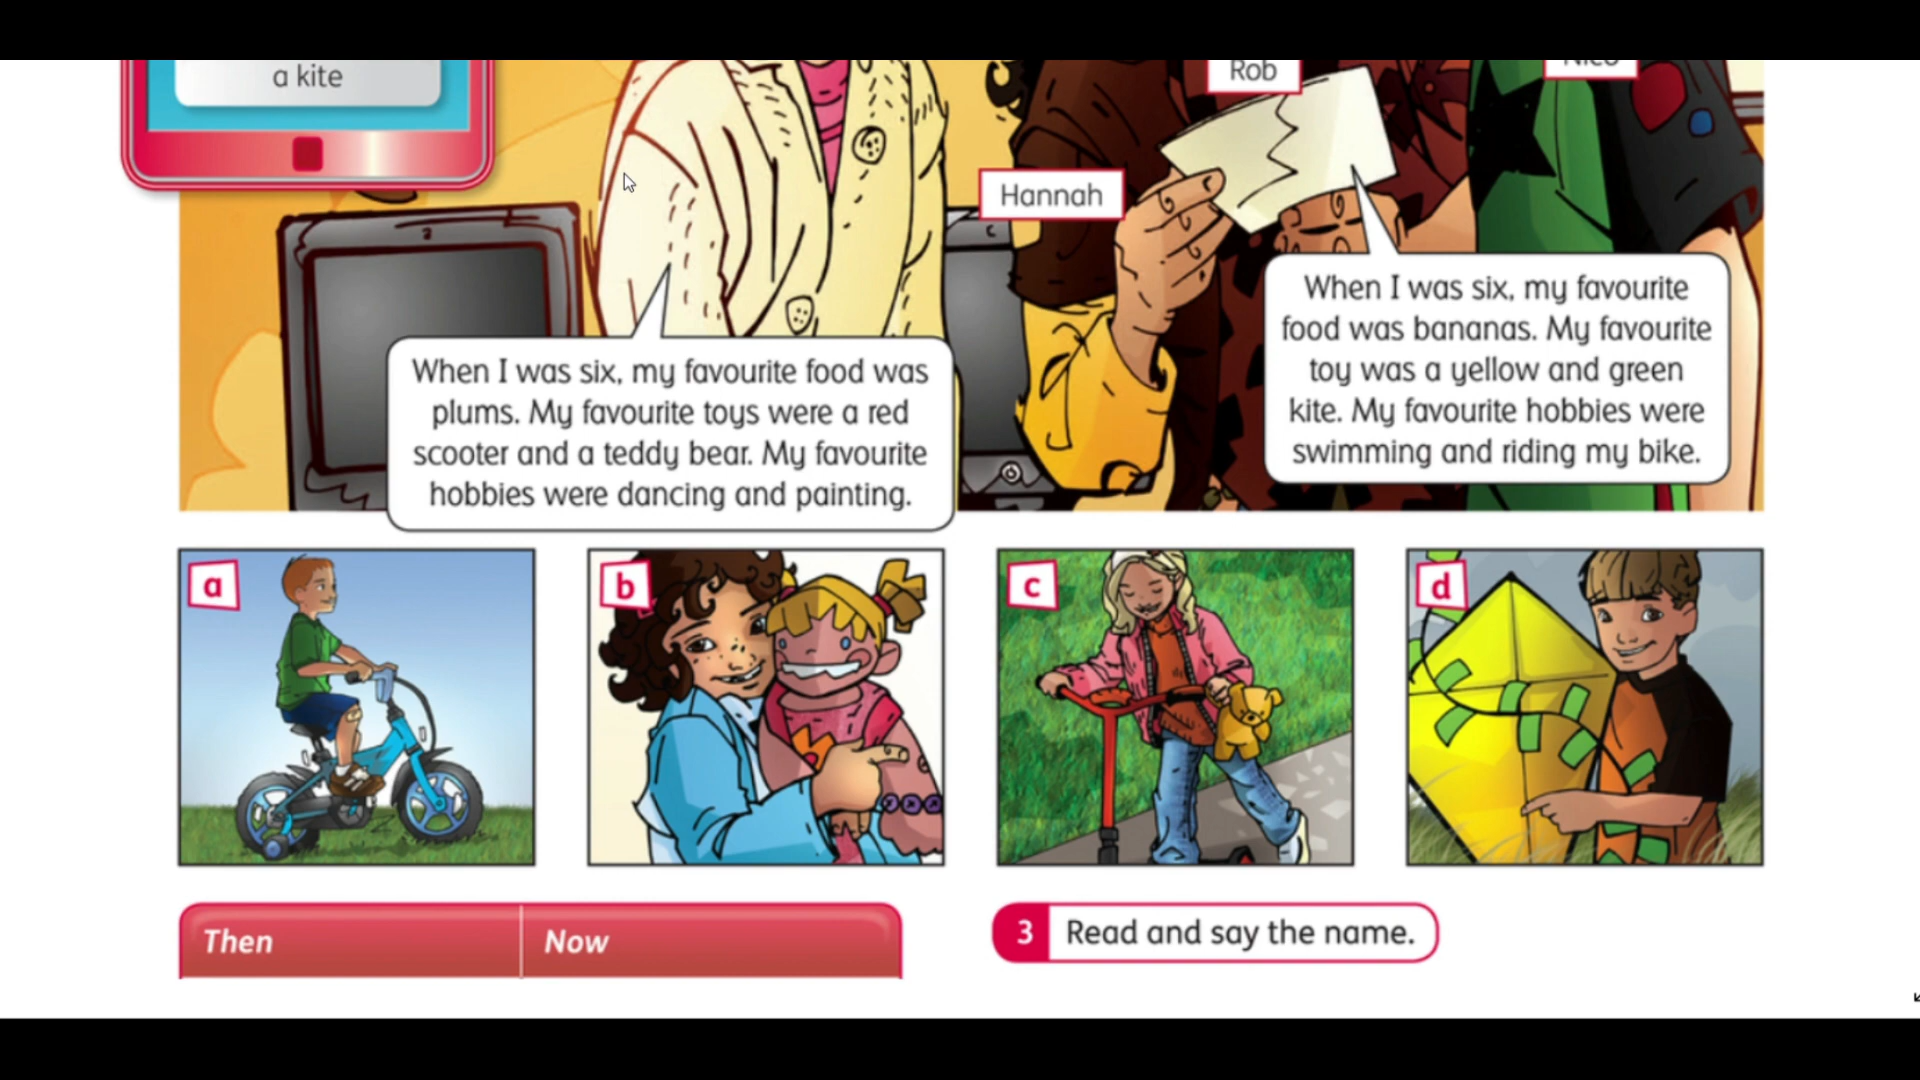 a kite
Rob
Nico
Hannah
When I was six, my favourite food was
plums. My favourite toys were a red
scooter and a teddy bear. My favourite
hobbies were dancing and painting.
When I was six, my favourite
food was bananas. My favourite
toy was a yellow and green
kite. My favourite hobbies were
swimming and riding my bike.
a
b
c
d
Then
Now
3 Read and say the name.